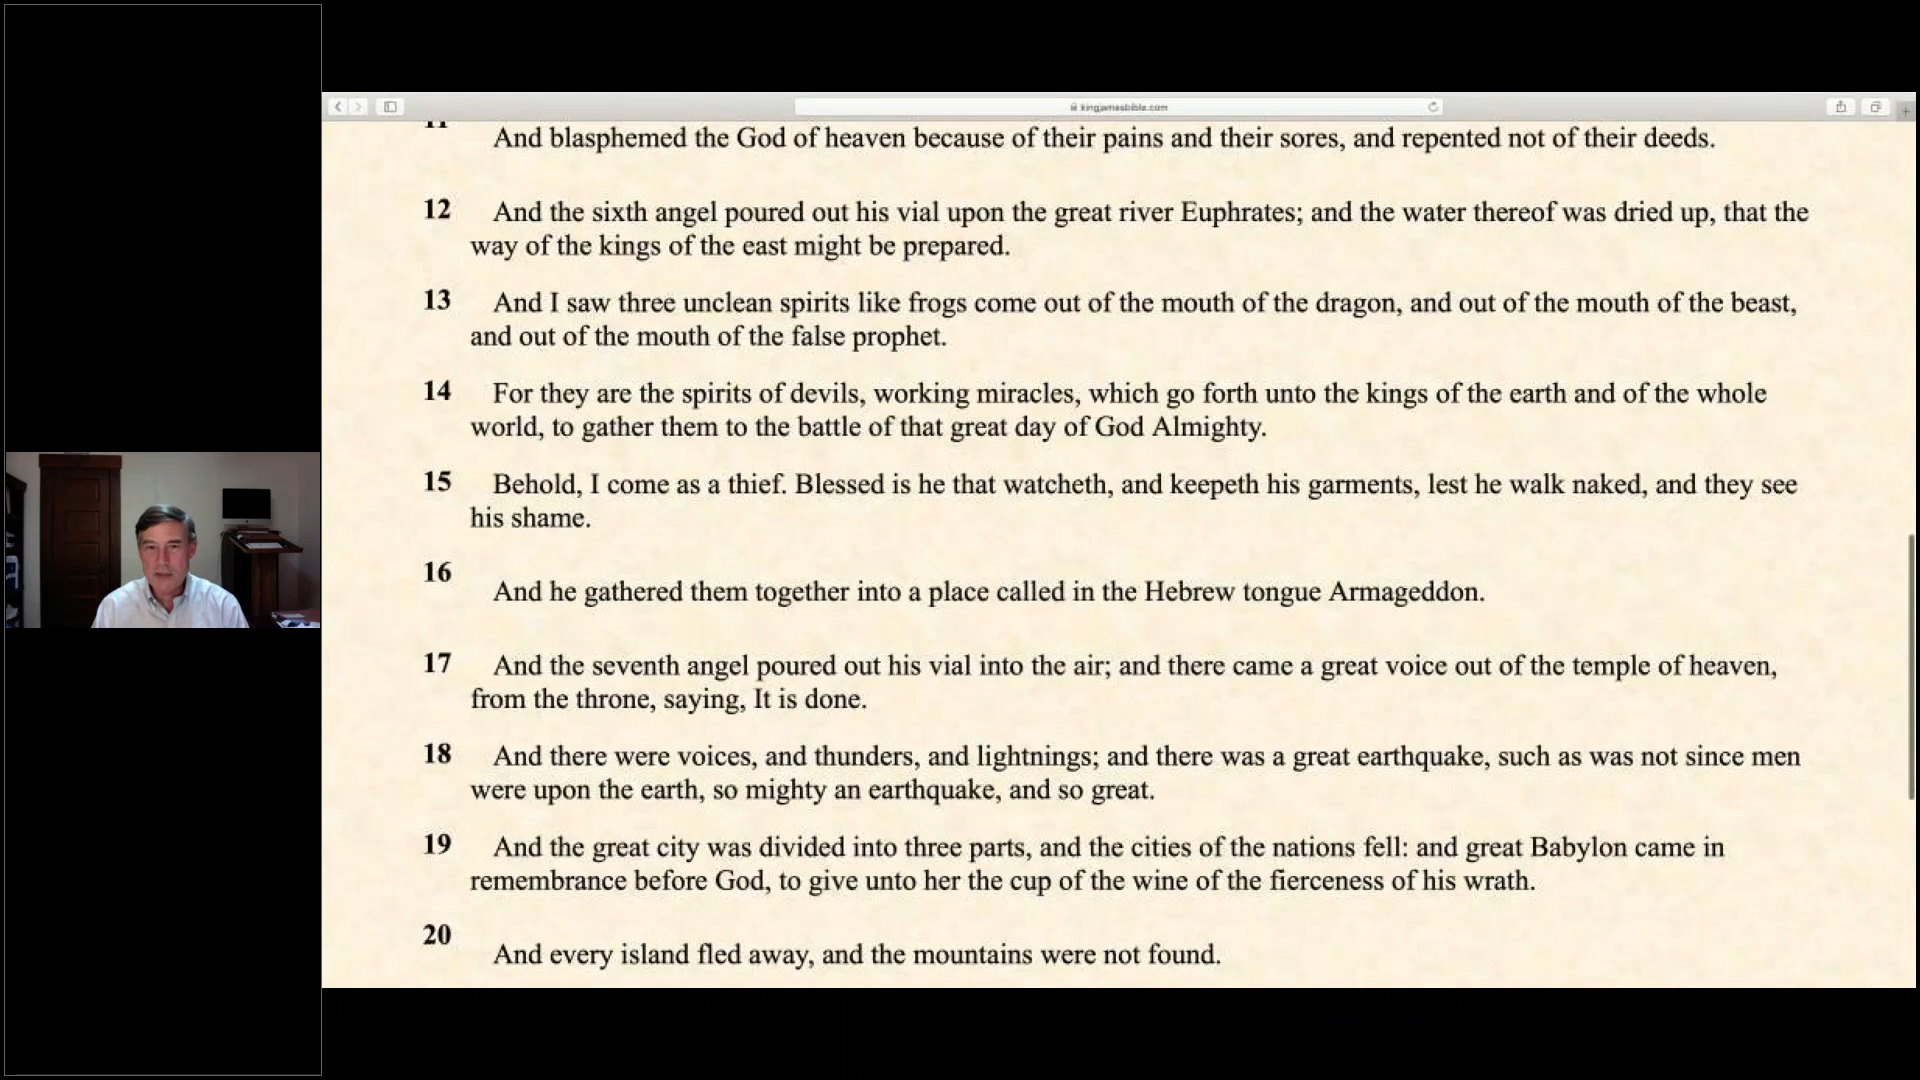 kingjamesbible.com
11 And blasphemed the God of heaven because of their pains and their sores, and repented not of their deeds.
12 And the sixth angel poured out his vial upon the great river Euphrates; and the water thereof was dried up, that the
way of the kings of the east might be prepared.
13 And I saw three unclean spirits like frogs come out of the mouth of the dragon, and out of the mouth of the beast,
and out of the mouth of the false prophet.
14 For they are the spirits of devils, working miracles, which go forth unto the kings of the earth and of the whole
world, to gather them to the battle of that great day of God Almighty.
15 Behold, I come as a thief. Blessed is he that watcheth, and keepeth his garments, lest he walk naked, and they see
his shame.
16 And he gathered them together into a place called in the Hebrew tongue Armageddon.
17 And the seventh angel poured out his vial into the air; and there came a great voice out of the temple of heaven,
from the throne, saying, It is done.
18 And there were voices, and thunders, and lightnings; and there was a great earthquake, such as was not since men
were upon the earth, so mighty an earthquake, and so great.
19 And the great city was divided into three parts, and the cities of the nations fell: and great Babylon came in
remembrance before God, to give unto her the cup of the wine of the fierceness of his wrath.
20 And every island fled away, and the mountains were not found.